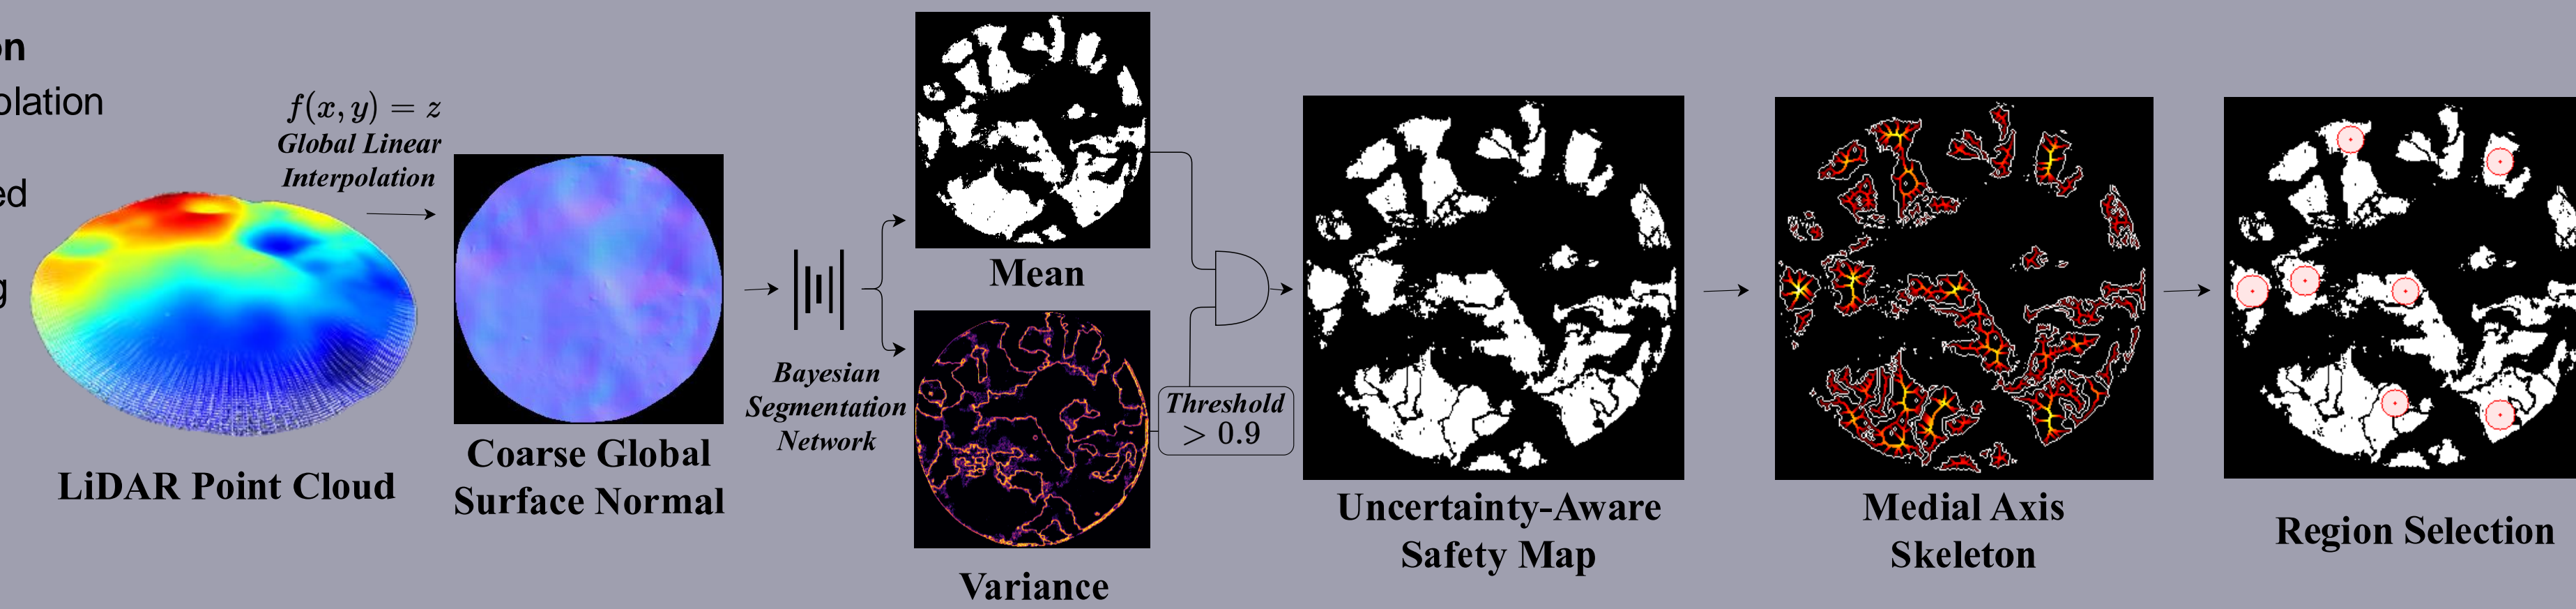 on
olation
ed
g
f(x, y) = z
Global Linear
Interpolation
LiDAR Point Cloud
Coarse Global
Surface Normal
Bayesian
Segmentation
Network
Mean
Variance
Threshold
> 0.9
Uncertainty-Aware
Safety Map
Medial Axis
Skeleton
Region Selection